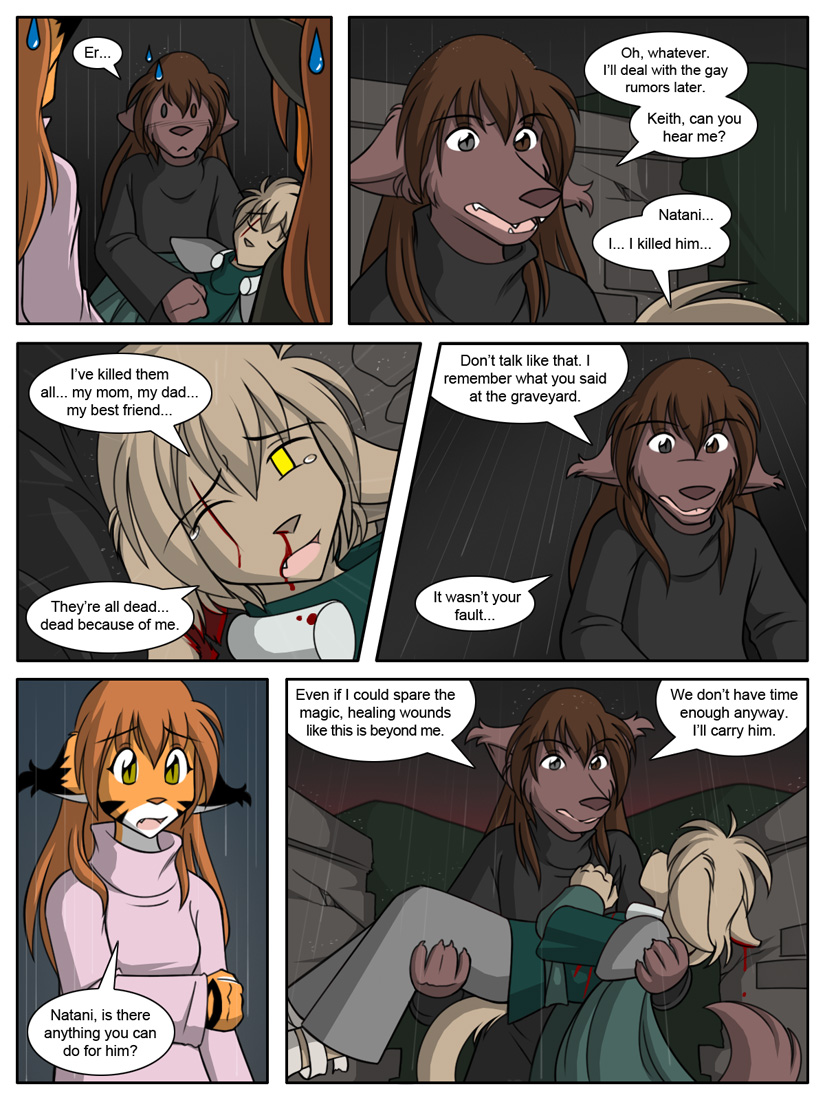 Er...
Oh, whatever.
I'll deal with the gay
rumors later.
Keith, can you
hear me?
Natani...
I... I killed him...
I've killed them
all... my mom, my dad...
my best friend...
They're all dead...
dead because of me.
Don't talk like that. I
remember what you said
at the graveyard.
It wasn't your
fault...
Natani, is there
anything you can
do for him?
Even if I could spare the
magic, healing wounds
like this is beyond me.
We don't have time
enough anyway.
I'll carry him.